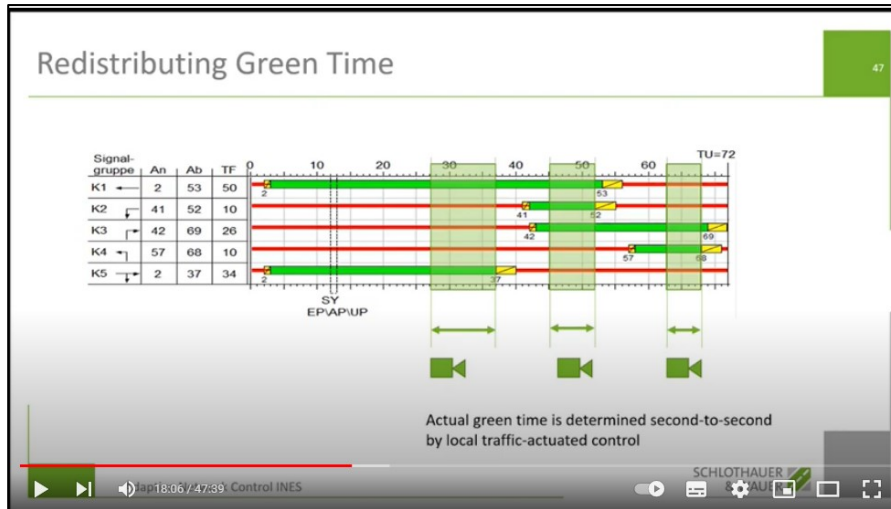 Redistributing Green Time
47
Signal-
gruppe An Ab TF
0 10 20 30 40 50 60 TU=72
K1 2 53 50
2 53
K2 41 52 10
41 52
K3 42 69 26
42 69
K4 57 68 10
57 68
K5 2 37 34
2 37
SY
EP\AP\UP
Actual green time is determined second-to-second
by local traffic-actuated control
18:06 / 47:39
Control INES
SCHLOTHAUER